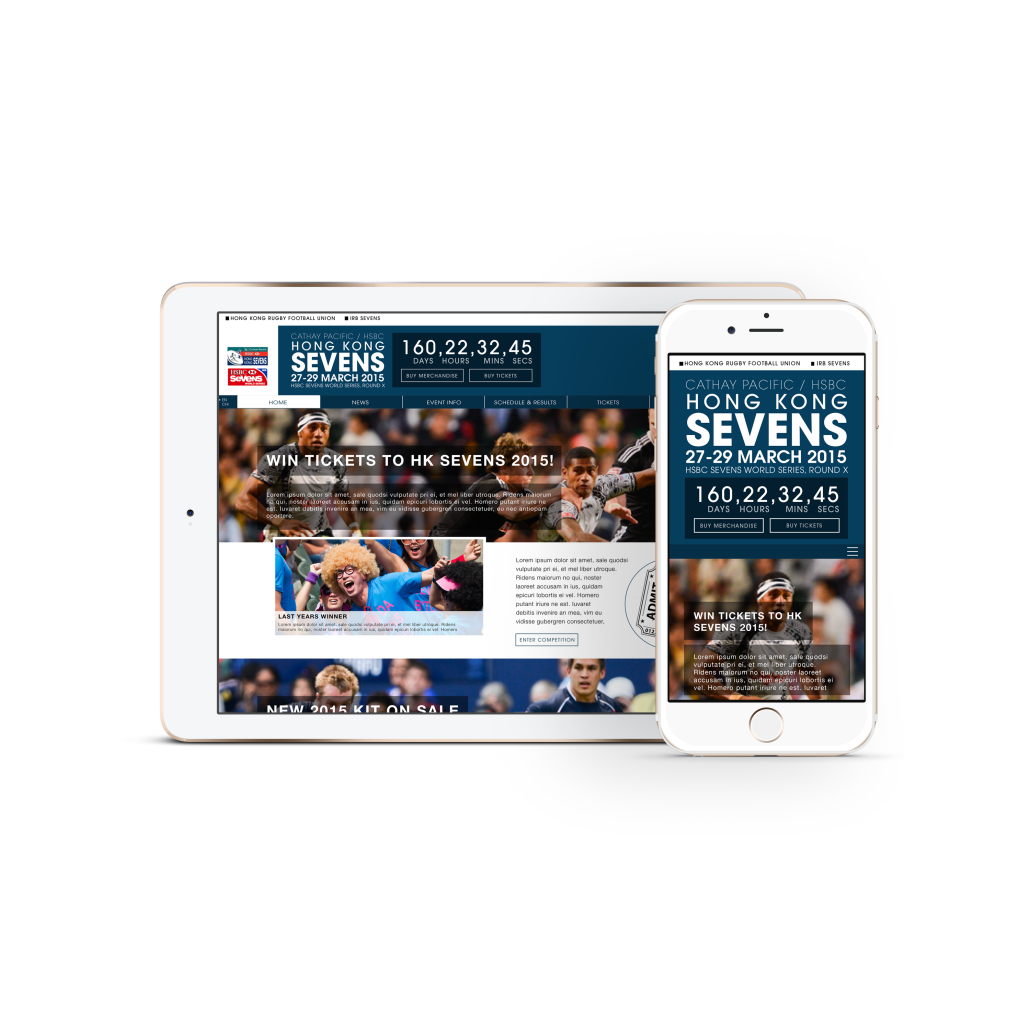 HONG KONG RUGBY FOOTBALL UNION IRB SEVENS
CATHAY PACIFIC / HSBC
HONG KONG
SEVENS
27-29 MARCH 2015
HSBC SEVENS WORLD SERIES, ROUND X
160,22,32,45
DAYS HOURS MINS SECS
BUY MERCHANDISE BUY TICKETS
HSBC
SEVENS
HSBC
SEVENS
EN
CHI
HOME NEWS EVENT INFO SCHEDULE & RESULTS TICKETS
WIN TICKETS TO HK SEVENS 2015!
Lorem ipsum dolor sit amet, sale quodsi vulputate pri ei, et mel liber utroque. Ridens maiorum
no qui, noster laoreet accusam in ius, quidam epicuri lobortis ei vel. Homero putant iriure ne
est. Iuvaret debitis invenire an mea, vim eu vidisse gubergren consectetuer, eu nec antiepam
oportere.
LAST YEARS WINNER
Lorem ipsum dolor sit amet, sale quodsi vulputate pri ei, et mel liber utroque. Ridens
maiorum no qui, noster laoreet accusam in ius, quidam epicuri lobortis ei vel. Homero
Lorem ipsum dolor sit amet, sale quodsi
vulputate pri ei, et mel liber utroque.
Ridens maiorum no qui, noster
laoreet accusam in ius, quidam
epicuri lobortis ei vel. Homero
putant iriure ne est. Iuvaret
debitis invenire an mea, vim eu
vidisse gubergren consectetuer,
ENTER COMPETITION
ADMIT
NEW 2015 KIT ON SALE
HONG KONG RUGBY FOOTBALL UNION IRB SEVENS
CATHAY PACIFIC / HSBC
HONG KONG
SEVENS
27-29 MARCH 2015
HSBC SEVENS WORLD SERIES, ROUND X
160,22,32,45
DAYS HOURS MINS SECS
BUY MERCHANDISE BUY TICKETS
WIN TICKETS TO HK
SEVENS 2015!
Lorem ipsum dolor sit amet, sale quodsi
vulputate pri ei, et mel liber utroque.
Ridens maiorum no qui, noster laoreet
accusam in ius, quidam epicuri lobortis ei
vel. Homero putant iriure ne est. Iuvaret